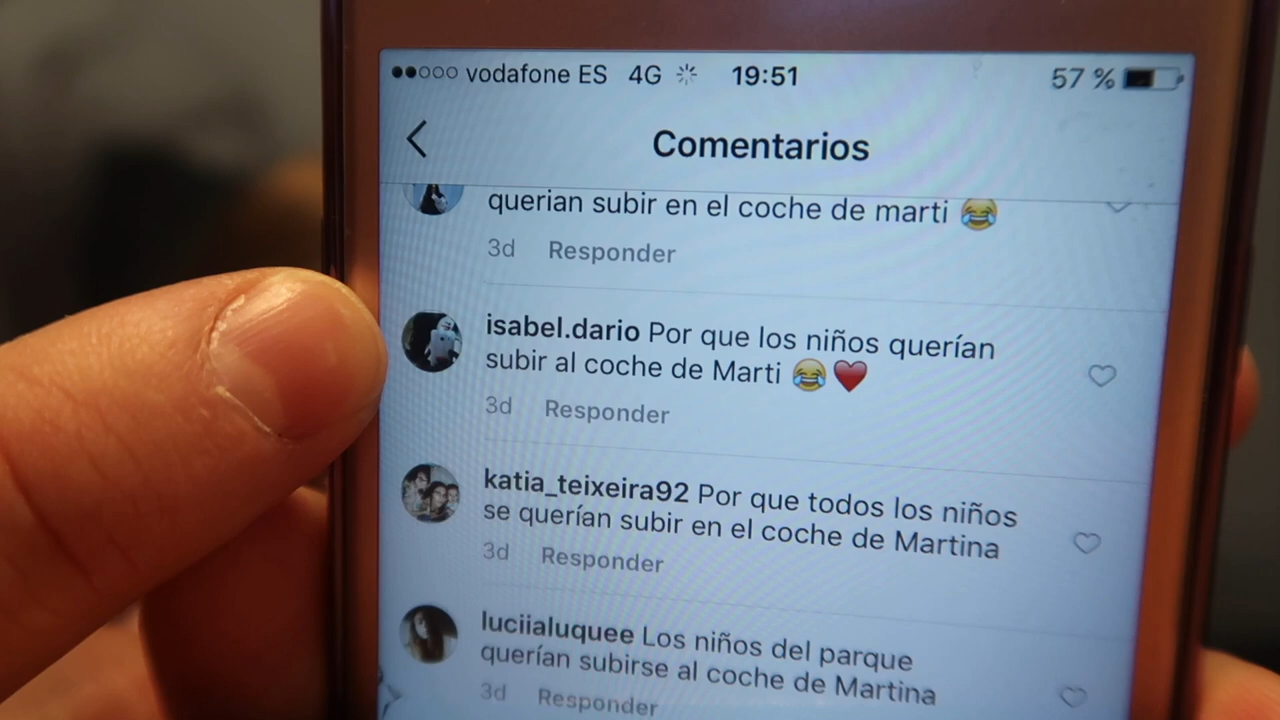 vodafone ES 4G 19:51 57 %
Comentarios
querian subir en el coche de marti 😂
3d Responder
isabel.dario Por que los niños querían
subir al coche de Marti 😂❤️
3d Responder
katia_teixeira92 Por que todos los niños
se querían subir en el coche de Martina
3d Responder
luciialuquee Los niños del parque
querían subirse al coche de Martina
3d Responder